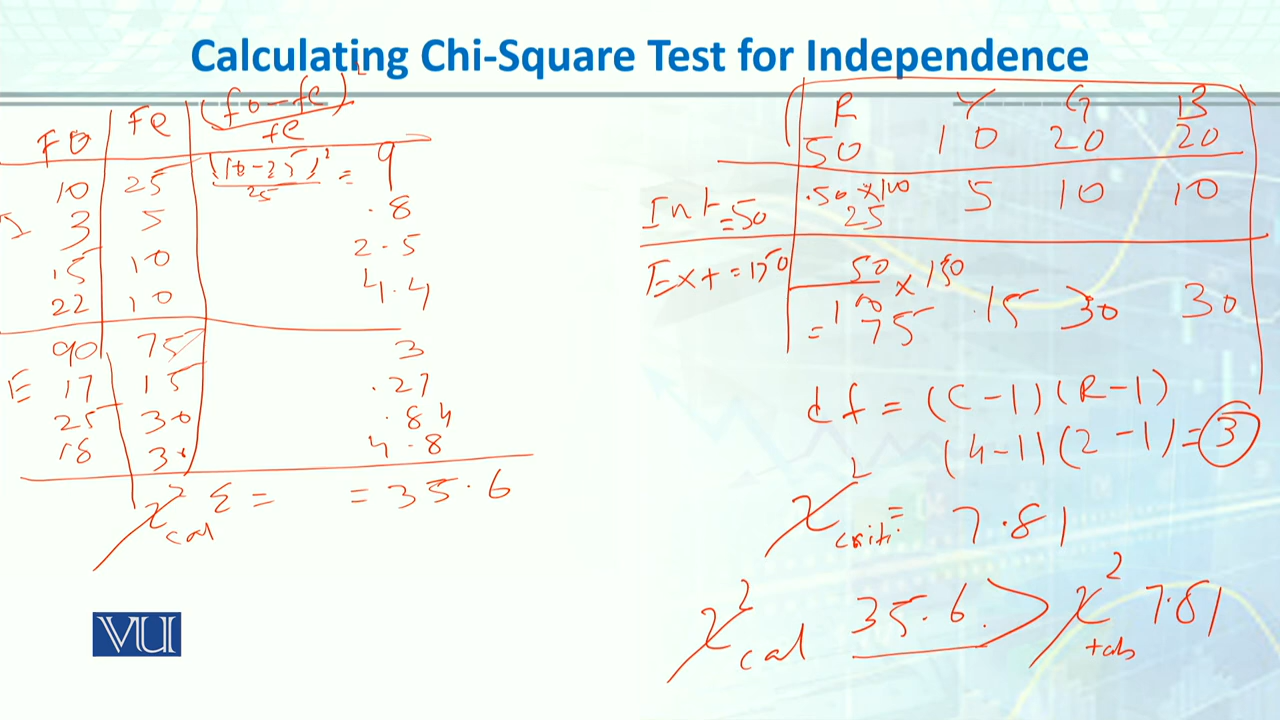 Calculating Chi-Square Test for Independence
fo fe (fo-fe)²/fe
I
10 25 (10-25)²/25 = 9
3 5 .8
15 10 2.5
22 10 4.4
E
90 75 3
17 15 .27
25 30 .84
18 30 4.8
χ²cal Σ = = 35.6
R Y G B
50 10 20 20
Int = 50 .50 × 100 5 10 10
25
Ext = 150 50/100 × 150 15 30 30
= 75
df = (C-1)(R-1)
(4-1)(2-1) = 3
χ²criti = 7.81
χ²cal 35.6 > χ²tab 7.81
VU